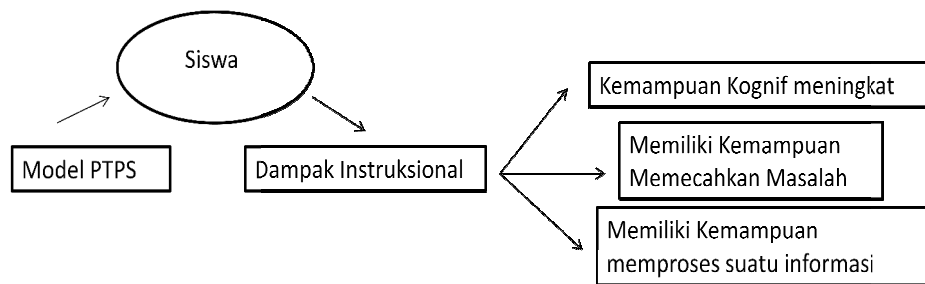 Siswa
Model PTPS
Dampak Instruksional
Kemampuan Kognif meningkat
Memiliki Kemampuan
Memecahkan Masalah
Memiliki Kemampuan
memproses suatu informasi